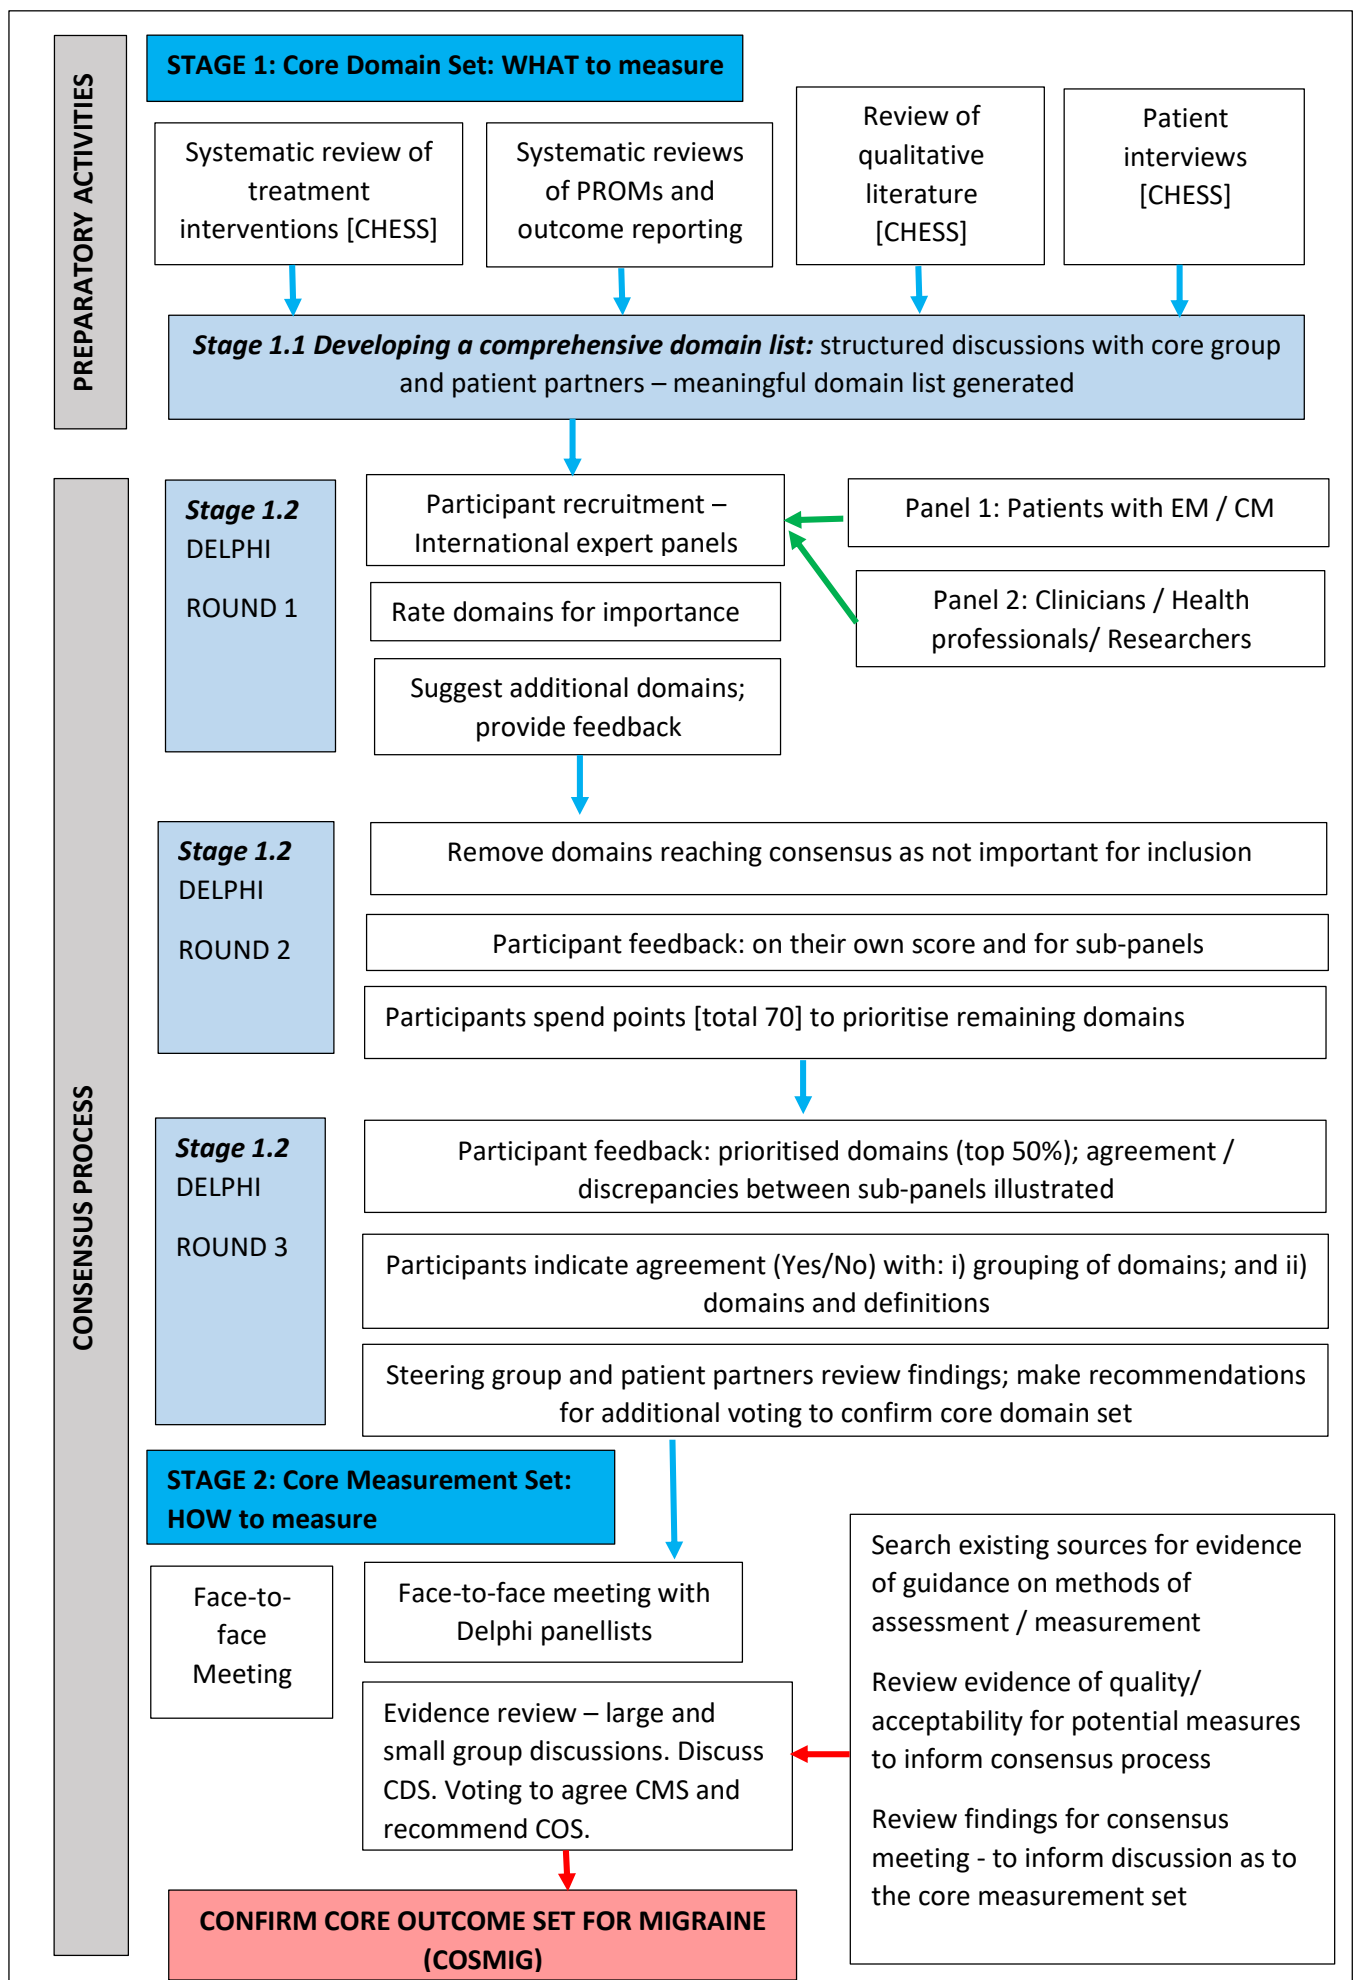 PREPARATORY ACTIVITIES
STAGE 1: Core Domain Set: WHAT to measure
Systematic review of
treatment
interventions [CHESS]
Systematic reviews
of PROMs and
outcome reporting
Review of
qualitative
literature
[CHESS]
Patient
interviews
[CHESS]
Stage 1.1 Developing a comprehensive domain list: structured discussions with core group
and patient partners – meaningful domain list generated
CONSENSUS PROCESS
Stage 1.2
DELPHI
ROUND 1
Participant recruitment –
International expert panels
Panel 1: Patients with EM / CM
Panel 2: Clinicians / Health
professionals/ Researchers
Rate domains for importance
Suggest additional domains;
provide feedback
Stage 1.2
DELPHI
ROUND 2
Remove domains reaching consensus as not important for inclusion
Participant feedback: on their own score and for sub-panels
Participants spend points [total 70] to prioritise remaining domains
Stage 1.2
DELPHI
ROUND 3
Participant feedback: prioritised domains (top 50%); agreement /
discrepancies between sub-panels illustrated
Participants indicate agreement (Yes/No) with: i) grouping of domains; and ii)
domains and definitions
Steering group and patient partners review findings; make recommendations
for additional voting to confirm core domain set
STAGE 2: Core Measurement Set:
HOW to measure
Face-to-
face
Meeting
Face-to-face meeting with
Delphi panellists
Evidence review – large and
small group discussions. Discuss
CDS. Voting to agree CMS and
recommend COS.
Search existing sources for evidence
of guidance on methods of
assessment / measurement
Review evidence of quality/
acceptability for potential measures
to inform consensus process
Review findings for consensus
meeting - to inform discussion as to
the core measurement set
CONFIRM CORE OUTCOME SET FOR MIGRAINE
(COSMIG)